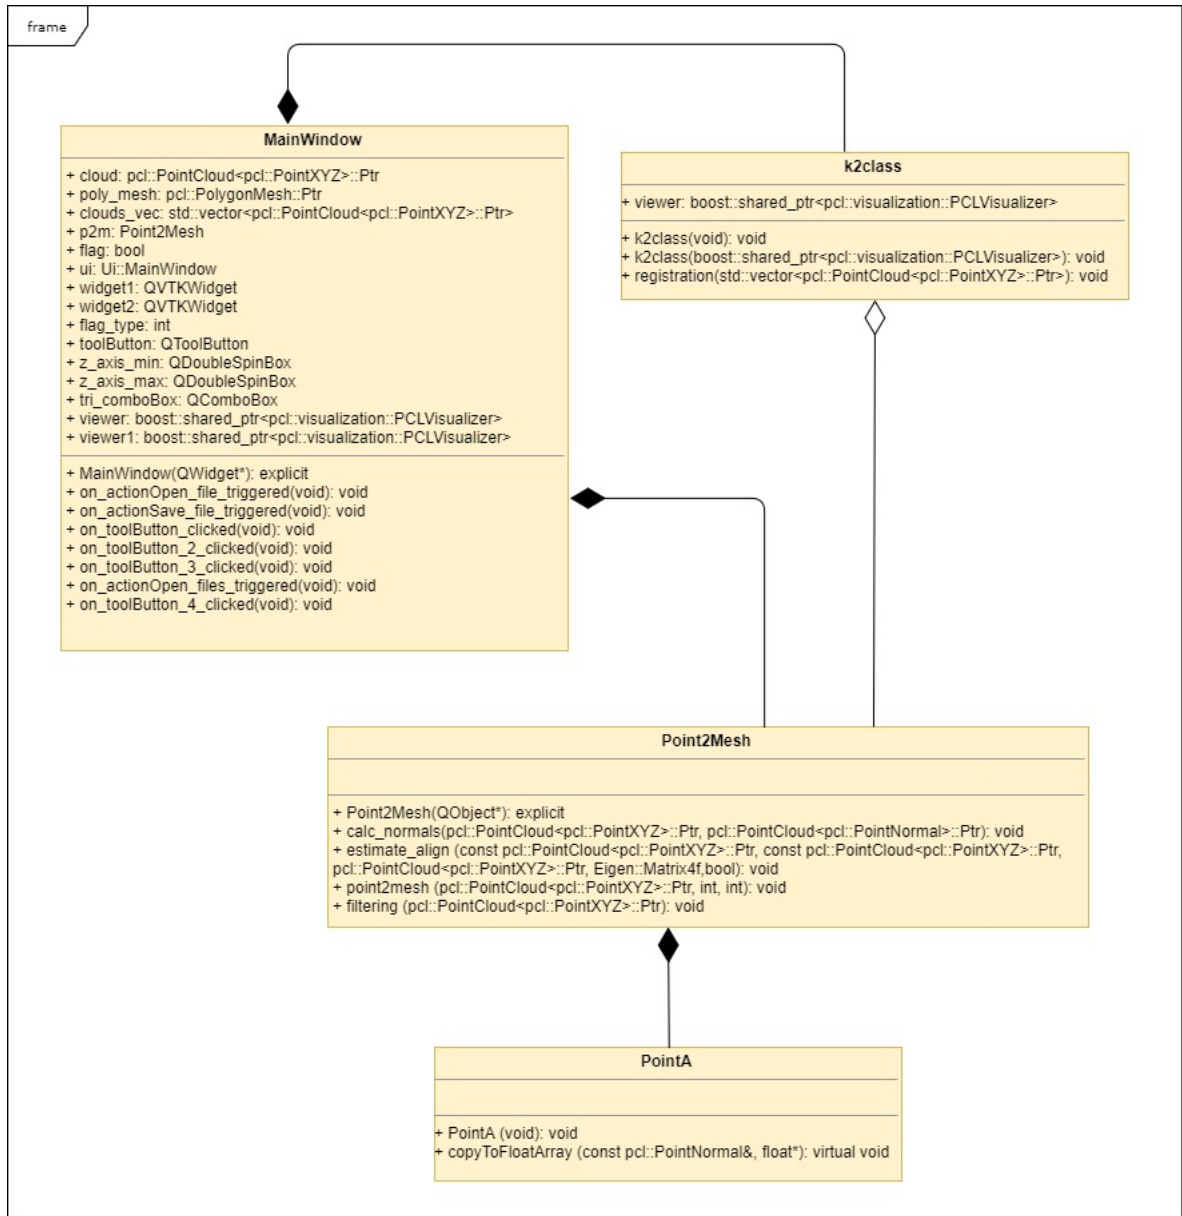 frame
MainWindow
+ cloud: pcl::PointCloud<pcl::PointXYZ>::Ptr
+ poly_mesh: pcl::PolygonMesh::Ptr
+ clouds_vec: std::vector<pcl::PointCloud<pcl::PointXYZ>::Ptr>
+ p2m: Point2Mesh
+ flag: bool
+ ui: Ui::MainWindow
+ widget1: QVTKWidget
+ widget2: QVTKWidget
+ flag_type: int
+ toolButton: QToolButton
+ z_axis_min: QDoubleSpinBox
+ z_axis_max: QDoubleSpinBox
+ tri_comboBox: QComboBox
+ viewer: boost::shared_ptr<pcl::visualization::PCLVisualizer>
+ viewer1: boost::shared_ptr<pcl::visualization::PCLVisualizer>
+ MainWindow(QWidget*): explicit
+ on_actionOpen_file_triggered(void): void
+ on_actionSave_file_triggered(void): void
+ on_toolButton_clicked(void): void
+ on_toolButton_2_clicked(void): void
+ on_toolButton_3_clicked(void): void
+ on_actionOpen_files_triggered(void): void
+ on_toolButton_4_clicked(void): void
k2class
+ viewer: boost::shared_ptr<pcl::visualization::PCLVisualizer>
+ k2class(void): void
+ k2class(boost::shared_ptr<pcl::visualization::PCLVisualizer>): void
+ registration(std::vector<pcl::PointCloud<pcl::PointXYZ>::Ptr>): void
Point2Mesh
+ Point2Mesh(QObject*): explicit
+ calc_normals(pcl::PointCloud<pcl::PointXYZ>::Ptr, pcl::PointCloud<pcl::PointNormal>::Ptr): void
+ estimate_align (const pcl::PointCloud<pcl::PointXYZ>::Ptr, const pcl::PointCloud<pcl::PointXYZ>::Ptr,
pcl::PointCloud<pcl::PointXYZ>::Ptr, Eigen::Matrix4f,bool): void
+ point2mesh (pcl::PointCloud<pcl::PointXYZ>::Ptr, int, int): void
+ filtering (pcl::PointCloud<pcl::PointXYZ>::Ptr): void
PointA
+ PointA (void): void
+ copyToFloatArray (const pcl::PointNormal&, float*): virtual void